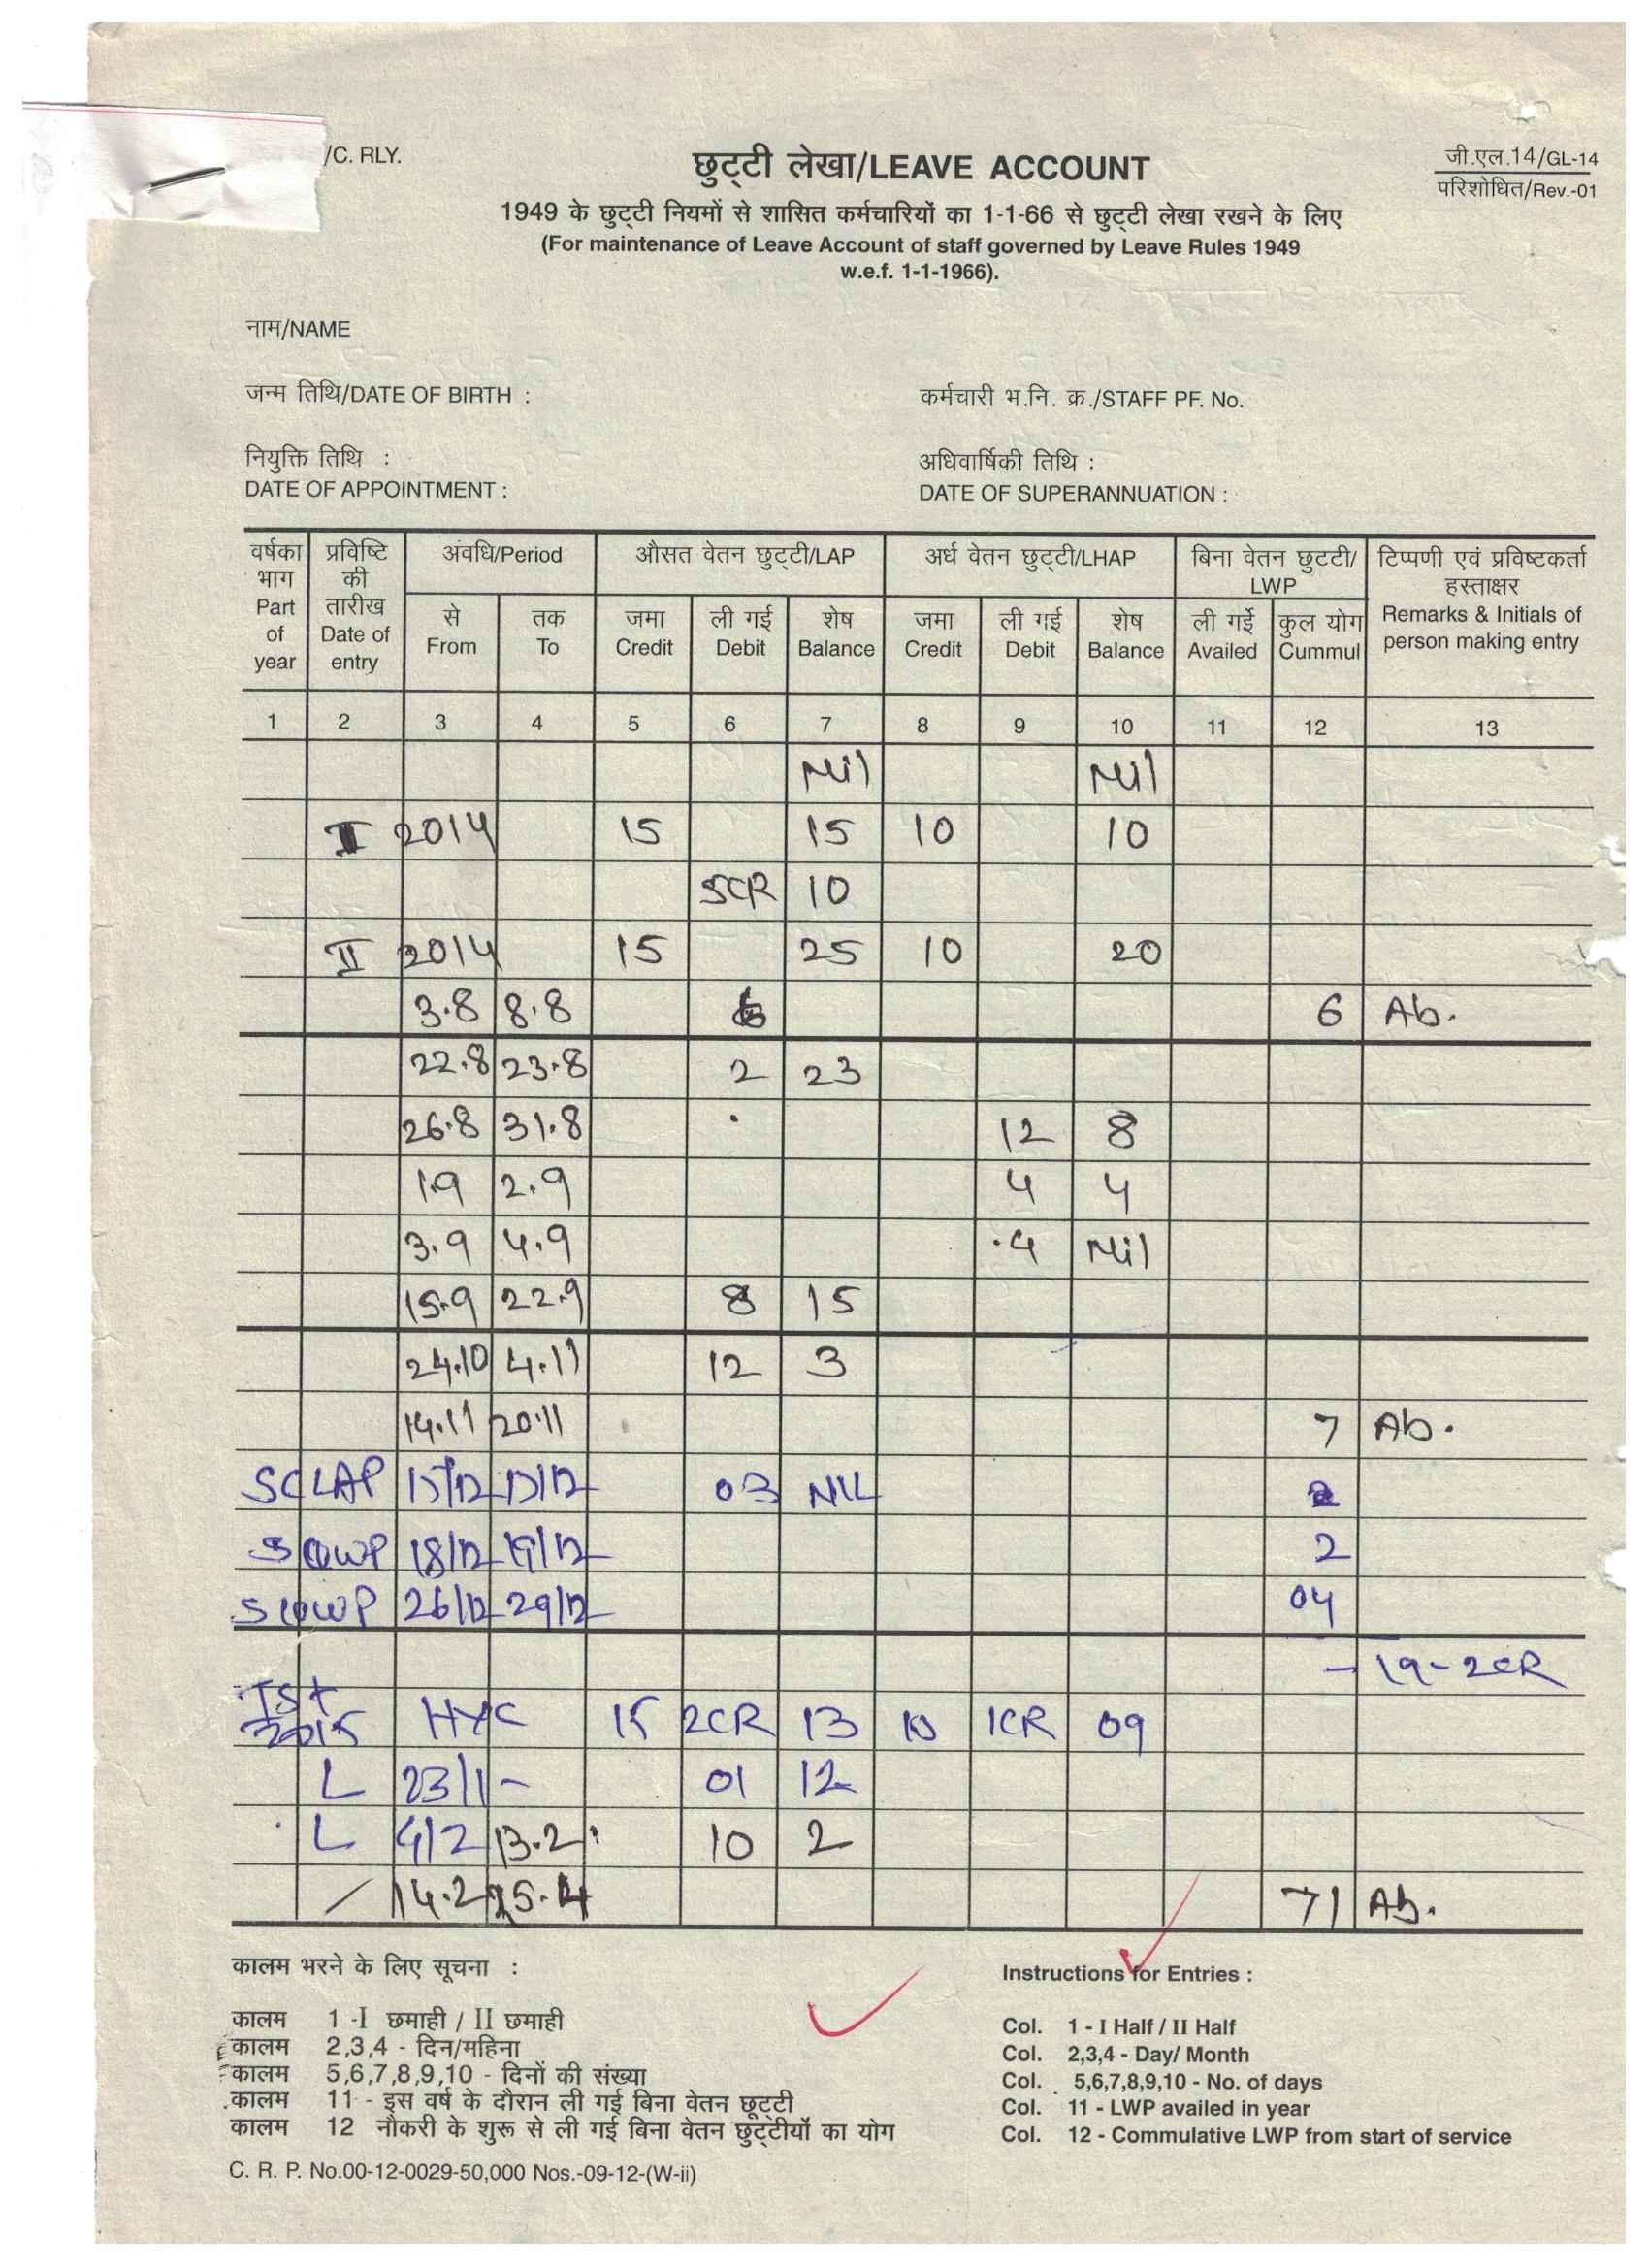 /C. RLY.
छुट्टी लेखा/LEAVE ACCOUNT
जी.एल.14/GL-14
परिशोधित/Rev.-01
1949 के छुट्टी नियमों से शासित कर्मचारियों का 1-1-66 से छुट्टी लेखा रखने के लिए
(For maintenance of Leave Account of staff governed by Leave Rules 1949
w.e.f. 1-1-1966).
नाम/NAME
जन्म तिथि/DATE OF BIRTH :
कर्मचारी भ.नि. क्र./STAFF PF. No.
नियुक्ति तिथि :
DATE OF APPOINTMENT :
अधिवार्षिकी तिथि :
DATE OF SUPERANNUATION :
वर्षका प्रविष्टि अंवधि/Period औसत वेतन छुट्टी/LAP अर्ध वेतन छुट्टी/LHAP बिना वेतन छुटटी/ टिप्पणी एवं प्रविष्टकर्ता
भाग की LWP हस्ताक्षर
Part तारीख से तक जमा ली गई शेष जमा ली गई शेष ली गईे कुल योग Remarks & Initials of
of Date of From To Credit Debit Balance Credit Debit Balance Availed Cummul person making entry
year entry
1 2 3 4 5 6 7 8 9 10 11 12 13
Nil Nil
I 2014 15 15 10 10
5CR 10
II 2014 15 25 10 20
3.8 8.8 6 6 Ab.
22.8 23.8 2 23
26.8 31.8 12 8
1.9 2.9 4 4
3.9 4.9 .4 Nil
15.9 22.9 8 15
24.10 4.11 12 3
14.11 20.11 7 Ab.
SCLAP 03 NIL
18/12 19/12 2
26/12 29/12 04
- 19-2CR
Ist
2015 HYC 15 2CR 13 10 1CR 09
L 23/1 - 01 12
L 4/2 13.2 10 2
14.2 25.4 71 Ab.
कालम भरने के लिए सूचना :
Instructions for Entries :
कालम 1 -I छमाही / II छमाही
Col. 1 - I Half / II Half
कालम 2,3,4 - दिन/महिना
Col. 2,3,4 - Day/ Month
कालम 5,6,7,8,9,10 - दिनों की संख्या
Col. 5,6,7,8,9,10 - No. of days
कालम 11 - इस वर्ष के दौरान ली गई बिना वेतन छूट्टी
Col. 11 - LWP availed in year
कालम 12 नौकरी के शुरू से ली गई बिना वेतन छुट्टीयों का योग
Col. 12 - Commulative LWP from start of service
C. R. P. No.00-12-0029-50,000 Nos.-09-12-(W-ii)